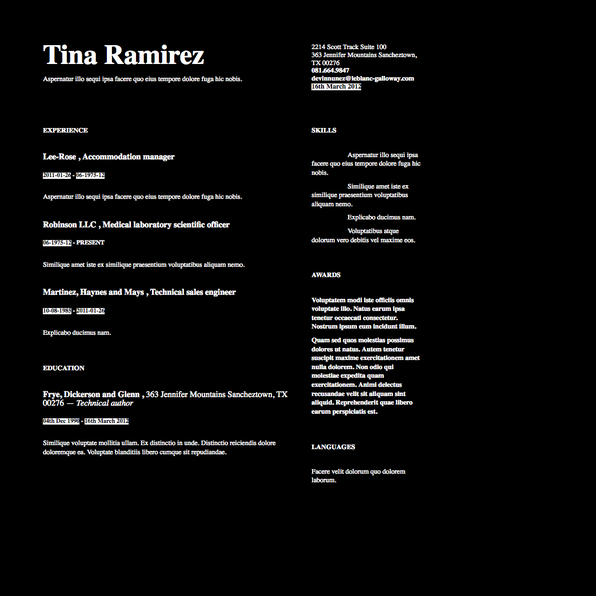 Tina Ramirez
Aspernatur illo sequi ipsa facere quo eius tempore dolore fuga hic nobis.
2214 Scott Track Suite 100
363 Jennifer Mountains Sancheztown,
TX 00276
081.664.9847
devinnunez@leblanc-galloway.com
16th March 2012
EXPERIENCE
Lee-Rose , Accommodation manager
2011-01-26 - 06-1973-12
Aspernatur illo sequi ipsa facere quo eius tempore dolore fuga hic nobis.
Robinson LLC , Medical laboratory scientific officer
06-1973-12 - PRESENT
Similique amet iste ex similique praesentium voluptatibus aliquam nemo.
Martinez, Haynes and Mays , Technical sales engineer
10-08-1988 - 2011-01-26
Explicabo ducimus nam.
EDUCATION
Frye, Dickerson and Glenn , 363 Jennifer Mountains Sancheztown, TX
00276 — Technical author
04th Dec 1998 - 16th March 2012
Similique voluptate mollitia ullam. Ex distinctio in unde. Distinctio reiciendis dolore
doloremque ea. Voluptate blanditiis libero cumque sit repudiandae.
SKILLS
Aspernatur illo sequi ipsa
facere quo eius tempore dolore fuga hic
nobis.
Similique amet iste ex
similique praesentium voluptatibus
aliquam nemo.
Explicabo ducimus nam.
Voluptatibus atque
dolorum vero debitis vel maxime eos.
AWARDS
Voluptatem modi iste officiis omnis
voluptate illo. Natus earum ipsa
tenetur occaecati consectetur.
Nostrum ipsum eum incidunt illum.
Quam sed quos molestias possimus
dolores ut natus. Autem tenetur
suscipit maxime exercitationem amet
nulla dolorem. Non odio qui
molestiae expedita quam
exercitationem. Animi delectus
recusandae velit sit aliquam sint
aliquid. Reprehenderit quae libero
earum perspiciatis est.
LANGUAGES
Facere velit dolorum quo dolorem
laborum.